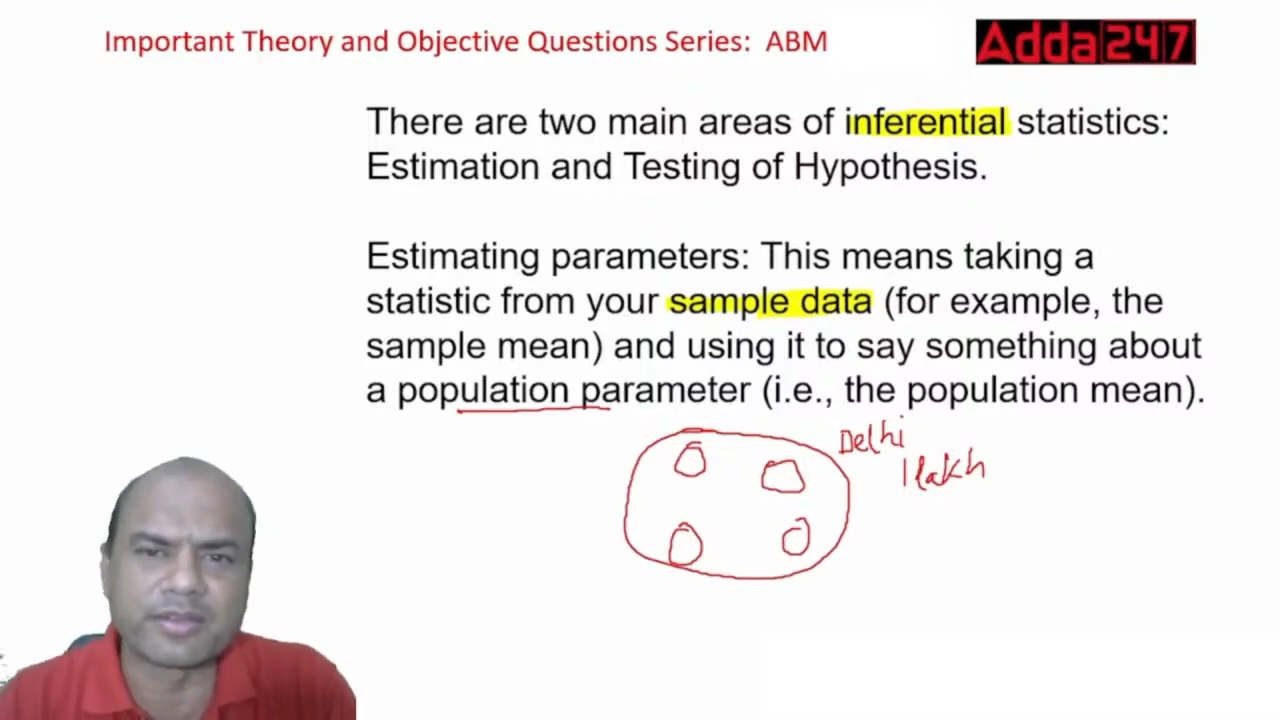 Important Theory and Objective Questions Series: ABM
Adda247
There are two main areas of inferential statistics:
Estimation and Testing of Hypothesis.
Estimating parameters: This means taking a
statistic from your sample data (for example, the
sample mean) and using it to say something about
a population parameter (i.e., the population mean).
Delhi
1 lakh